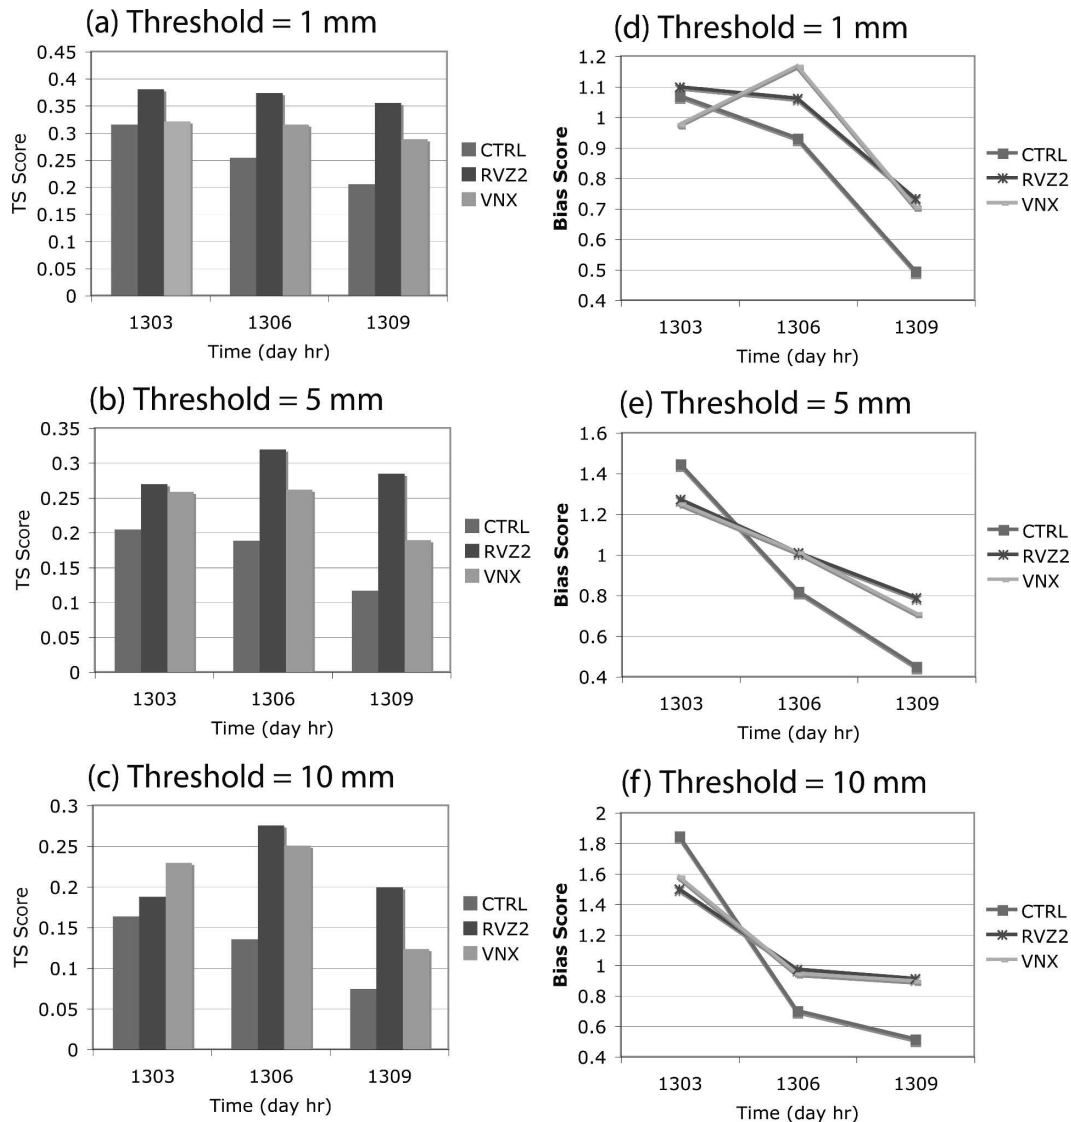 (a) Threshold = 1 mm
0.45
0.4
0.35
0.3
0.25
0.2
0.15
0.1
0.05
0
TS Score
1303 1306 1309
Time (day hr)
CTRL
RVZ2
VNX
(d) Threshold = 1 mm
1.2
1.1
1
0.9
0.8
0.7
0.6
0.5
0.4
Bias Score
1303 1306 1309
Time (day hr)
CTRL
RVZ2
VNX
(b) Threshold = 5 mm
0.35
0.3
0.25
0.2
0.15
0.1
0.05
0
TS Score
1303 1306 1309
Time (day hr)
CTRL
RVZ2
VNX
(e) Threshold = 5 mm
1.6
1.4
1.2
1
0.8
0.6
0.4
Bias Score
1303 1306 1309
Time (day hr)
CTRL
RVZ2
VNX
(c) Threshold = 10 mm
0.3
0.25
0.2
0.15
0.1
0.05
0
TS Score
1303 1306 1309
Time (day hr)
CTRL
RVZ2
VNX
(f) Threshold = 10 mm
2
1.8
1.6
1.4
1.2
1
0.8
0.6
0.4
Bias Score
1303 1306 1309
Time (day hr)
CTRL
RVZ2
VNX